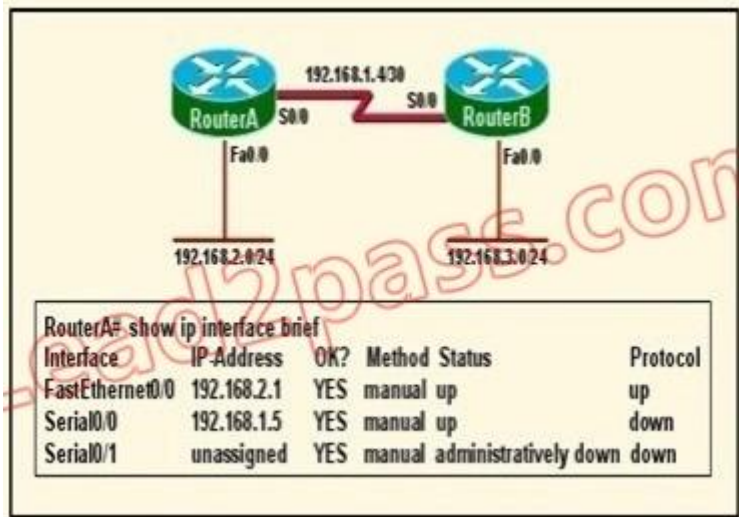 192.168.1.4/30
RouterA S0/0 S0/0 RouterB
Fa0/0 Fa0/0
192.168.2.0/24 192.168.3.0/24
Lead2pass.com
RouterA# show ip interface brief
Interface IP-Address OK? Method Status Protocol
FastEthernet0/0 192.168.2.1 YES manual up up
Serial0/0 192.168.1.5 YES manual up down
Serial0/1 unassigned YES manual administratively down down